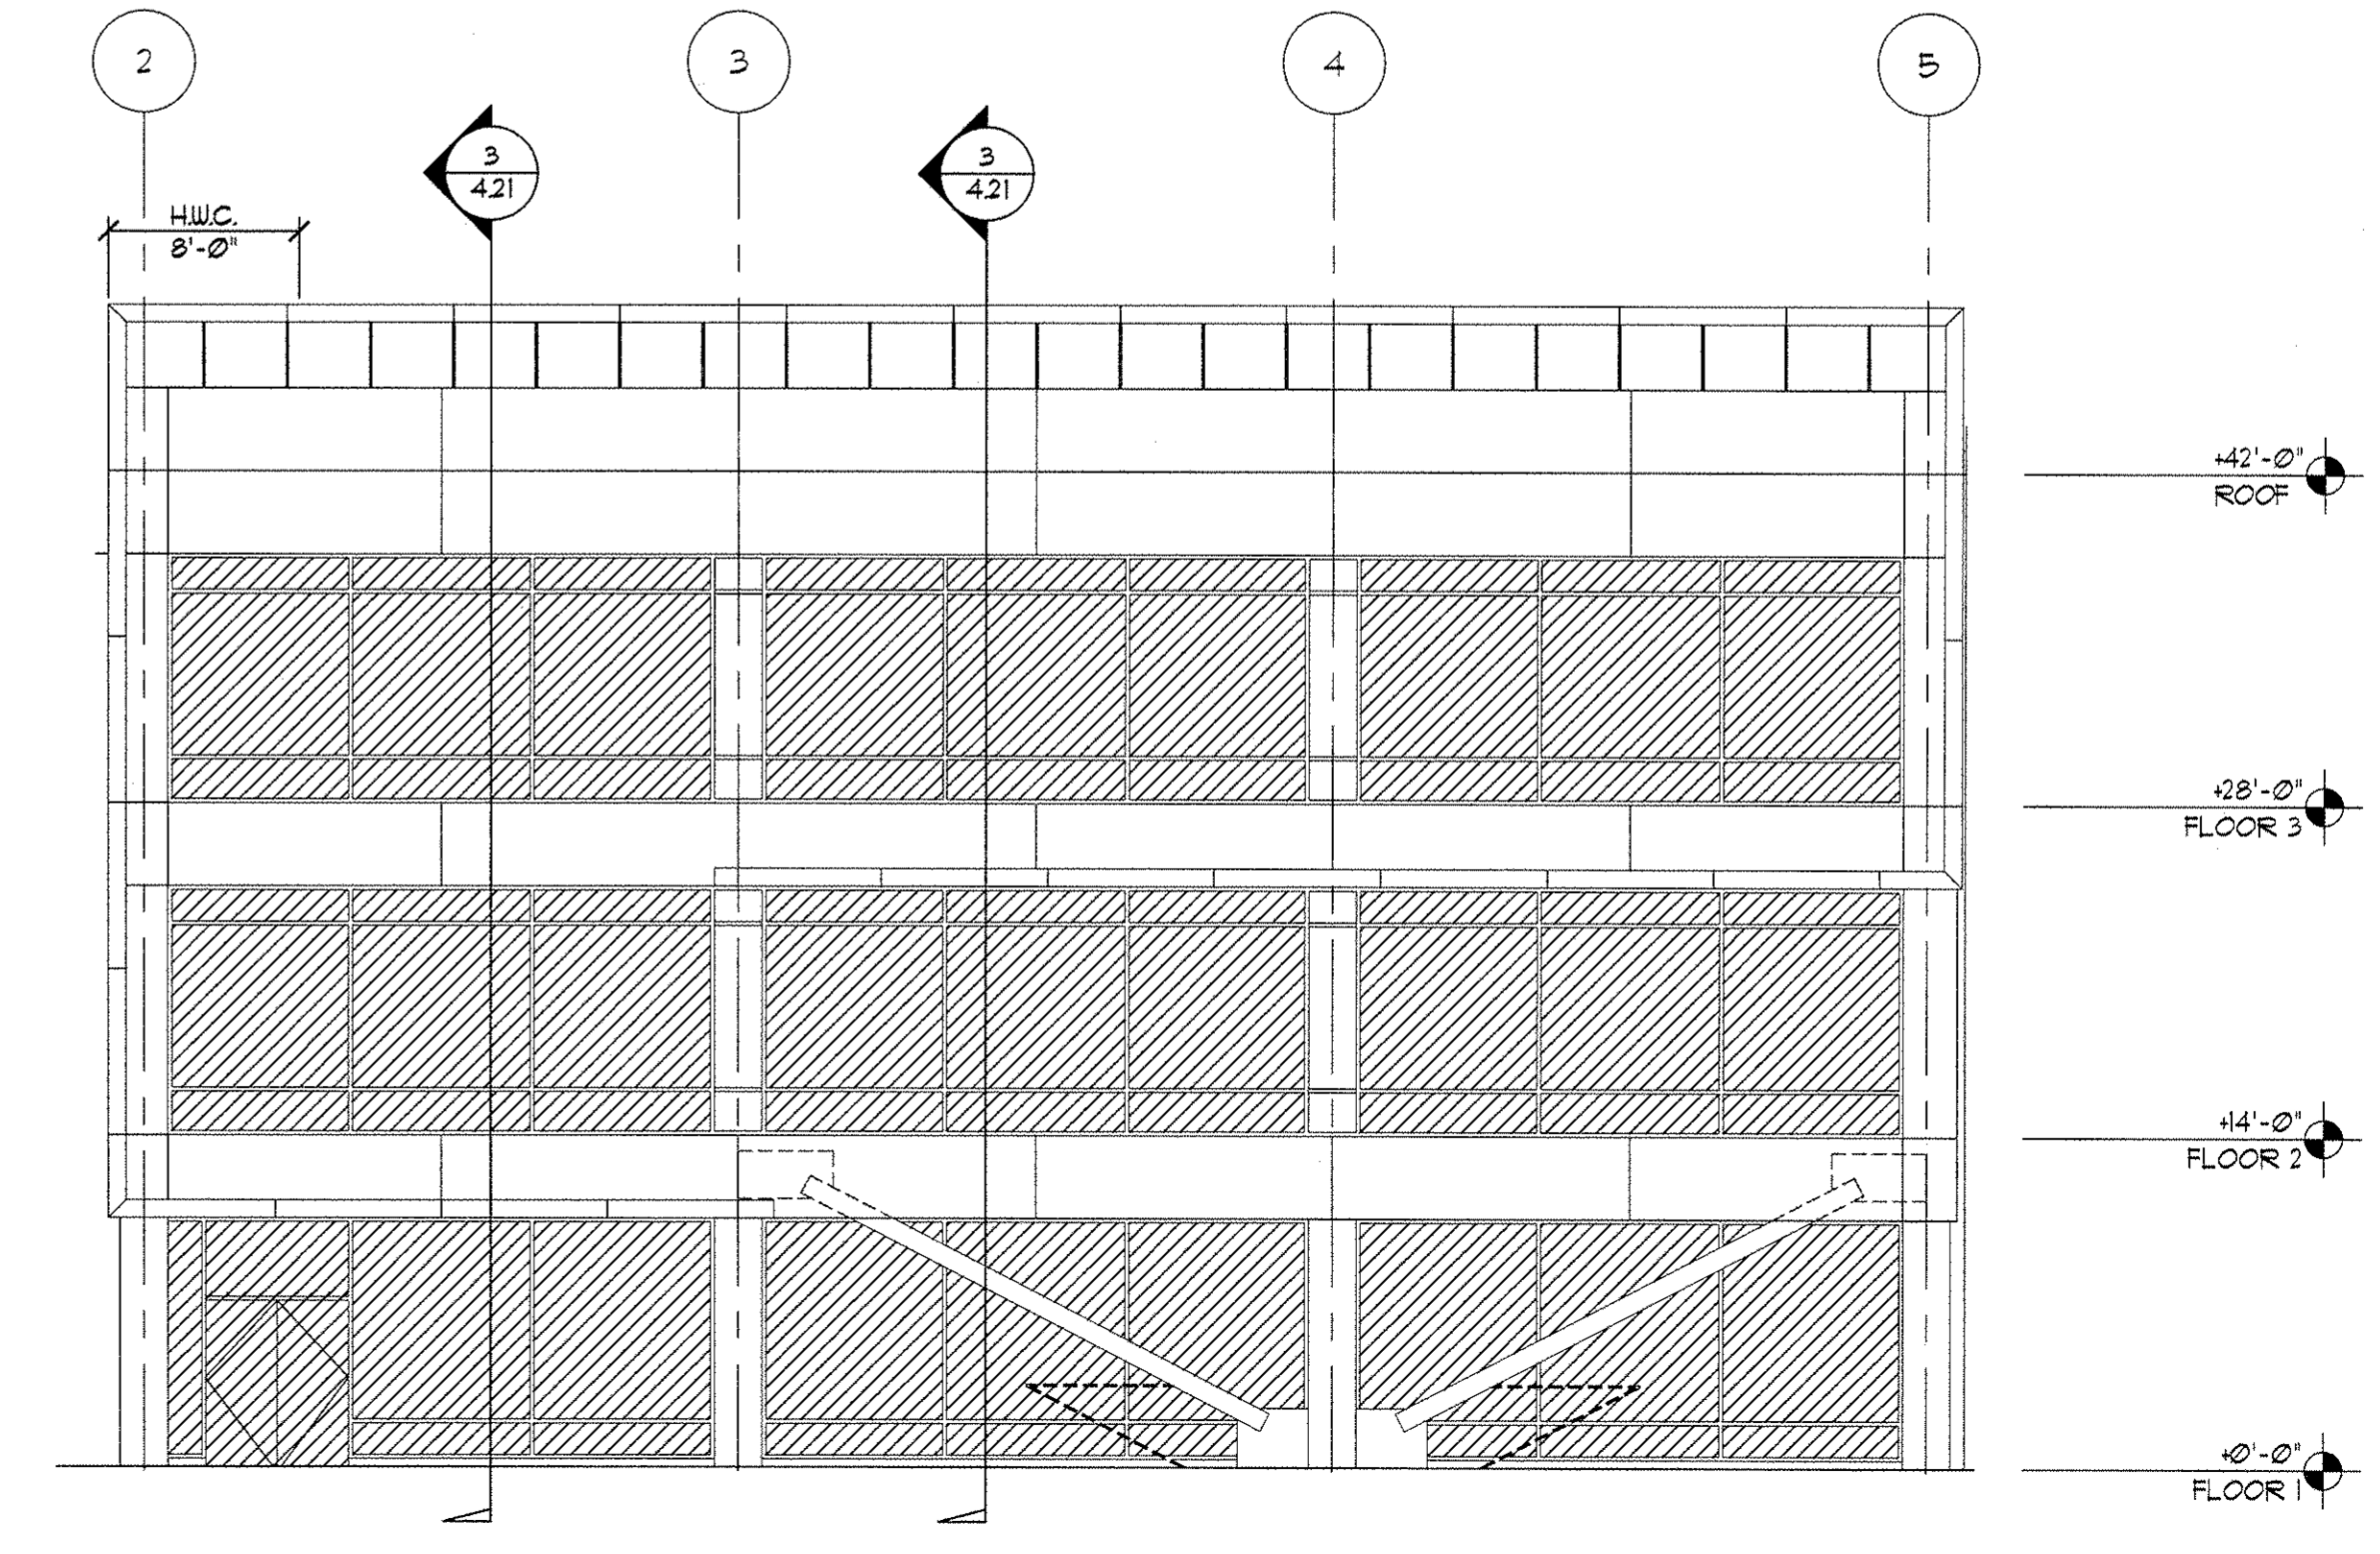 2
3
4
5
3
4.21
3
4.21
H.W.C.
8'-0"
+42'-0"
ROOF
+28'-0"
FLOOR 3
+14'-0"
FLOOR 2
+0'-0"
FLOOR 1